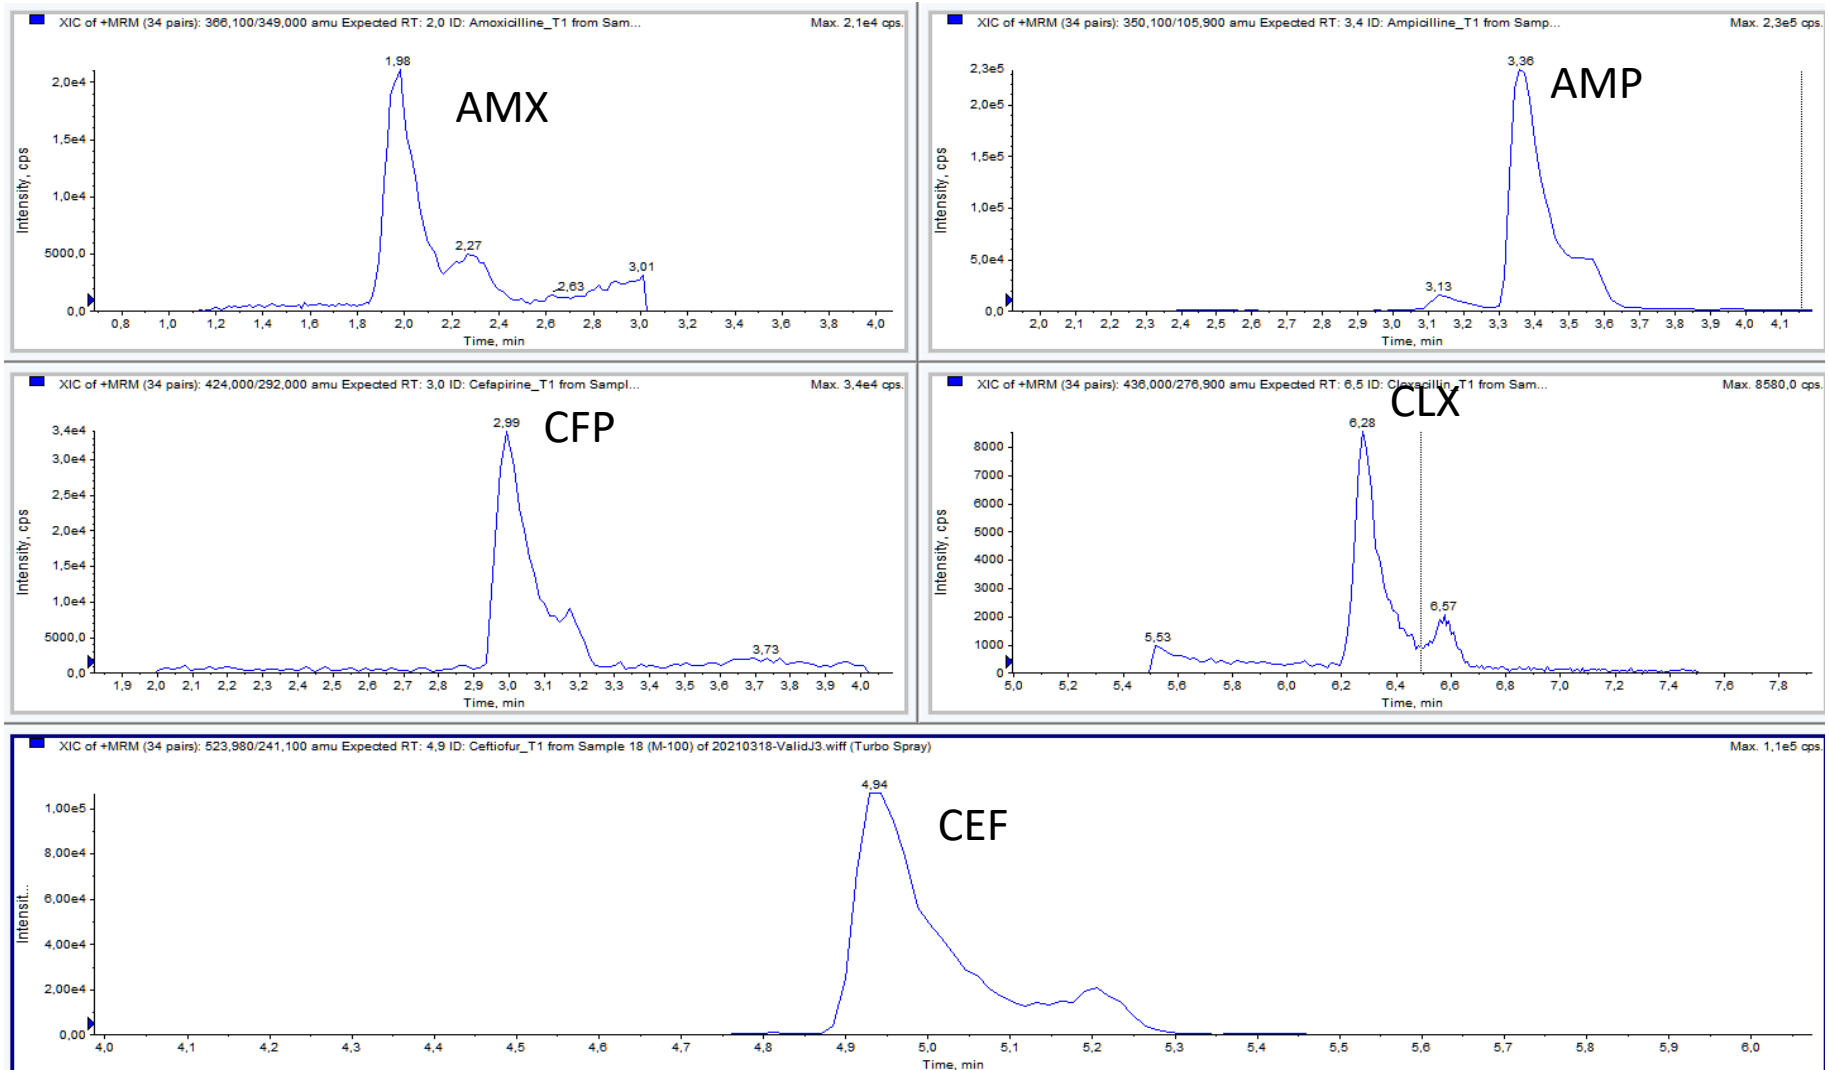 XIC of +MRM (34 pairs): 366,100/349,000 amu Expected RT: 2,0 ID: Amoxicilline_T1 from Sam... Max. 2,1e4 cps.
1,98
AMX
2,27
2,63
3,01
2,0e4
1,5e4
1,0e4
5000,0
0,0
Intensity, cps
0,8 1,0 1,2 1,4 1,6 1,8 2,0 2,2 2,4 2,6 2,8 3,0 3,2 3,4 3,6 3,8 4,0
Time, min
XIC of +MRM (34 pairs): 350,100/105,900 amu Expected RT: 3,4 ID: Ampicilline_T1 from Samp... Max. 2,3e5 cps.
3,36
AMP
3,13
2,3e5
2,0e5
1,5e5
1,0e5
5,0e4
0,0
Intensity, cps
2,0 2,1 2,2 2,3 2,4 2,5 2,6 2,7 2,8 2,9 3,0 3,1 3,2 3,3 3,4 3,5 3,6 3,7 3,8 3,9 4,0 4,1
Time, min
XIC of +MRM (34 pairs): 424,000/292,000 amu Expected RT: 3,0 ID: Cefapirine_T1 from Sampl... Max. 3,4e4 cps.
2,99
CFP
3,73
3,4e4
3,0e4
2,5e4
2,0e4
1,5e4
1,0e4
5000,0
0,0
Intensity, cps
1,9 2,0 2,1 2,2 2,3 2,4 2,5 2,6 2,7 2,8 2,9 3,0 3,1 3,2 3,3 3,4 3,5 3,6 3,7 3,8 3,9 4,0
Time, min
XIC of +MRM (34 pairs): 436,000/276,900 amu Expected RT: 6,5 ID: Cloxacillin_T1 from Sam... Max. 8580,0 cps.
CLX
6,28
6,57
5,53
8000
7000
6000
5000
4000
3000
2000
1000
0
Intensity, cps
5,0 5,2 5,4 5,6 5,8 6,0 6,2 6,4 6,6 6,8 7,0 7,2 7,4 7,6 7,8
Time, min
XIC of +MRM (34 pairs): 523,980/241,100 amu Expected RT: 4,9 ID: Ceftiofur_T1 from Sample 18 (M-100) of 20210318-ValidJ3.wiff (Turbo Spray) Max. 1,1e5 cps.
4,94
CEF
1,00e5
8,00e4
6,00e4
4,00e4
2,00e4
0,00
Intensit...
4,0 4,1 4,2 4,3 4,4 4,5 4,6 4,7 4,8 4,9 5,0 5,1 5,2 5,3 5,4 5,5 5,6 5,7 5,8 5,9 6,0
Time, min